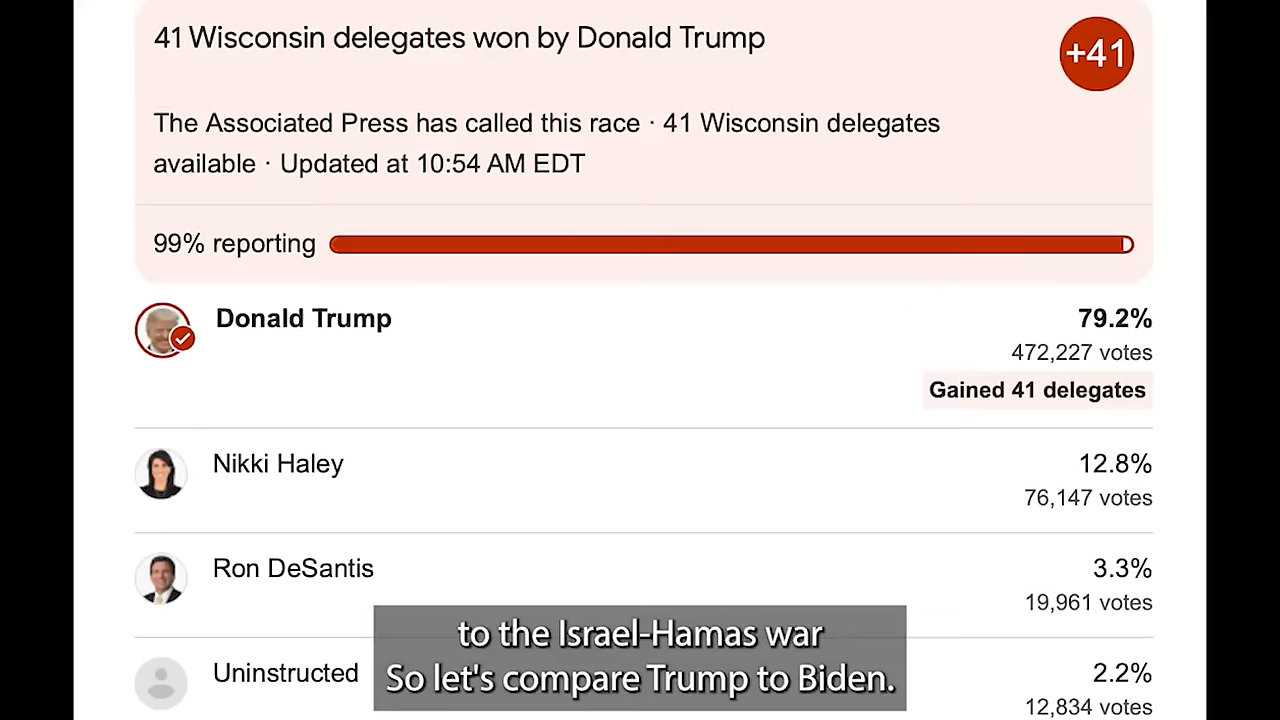 41 Wisconsin delegates won by Donald Trump
+41
The Associated Press has called this race · 41 Wisconsin delegates
available · Updated at 10:54 AM EDT
99% reporting
Donald Trump
79.2%
472,227 votes
Gained 41 delegates
Nikki Haley
12.8%
76,147 votes
Ron DeSantis
3.3%
19,961 votes
Uninstructed
2.2%
12,834 votes
to the Israel-Hamas war
So let's compare Trump to Biden.